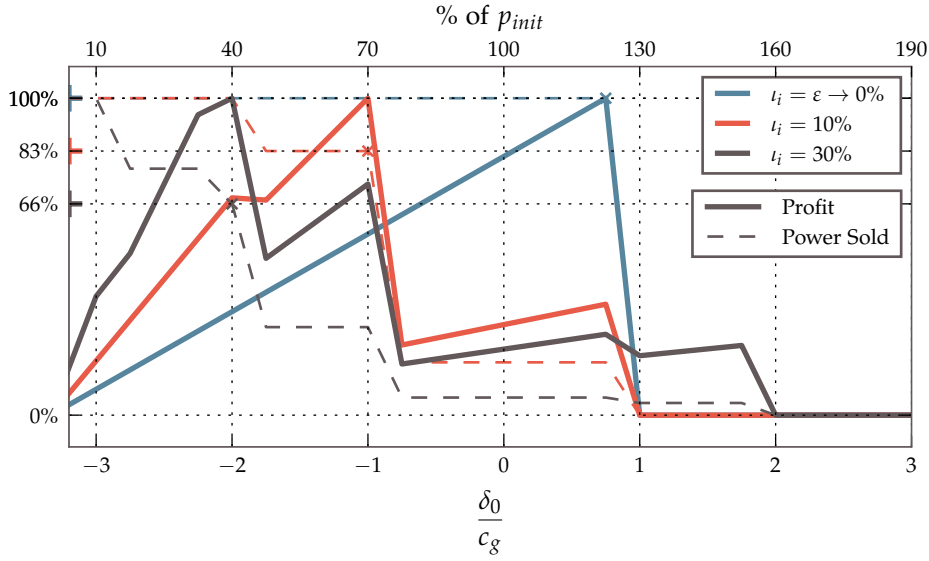 % of p_init
10 40 70 100 130 160 190
100%
83%
66%
0%
ι_i = ε → 0%
ι_i = 10%
ι_i = 30%
Profit
Power Sold
−3 −2 −1 0 1 2 3
δ_0
c_g